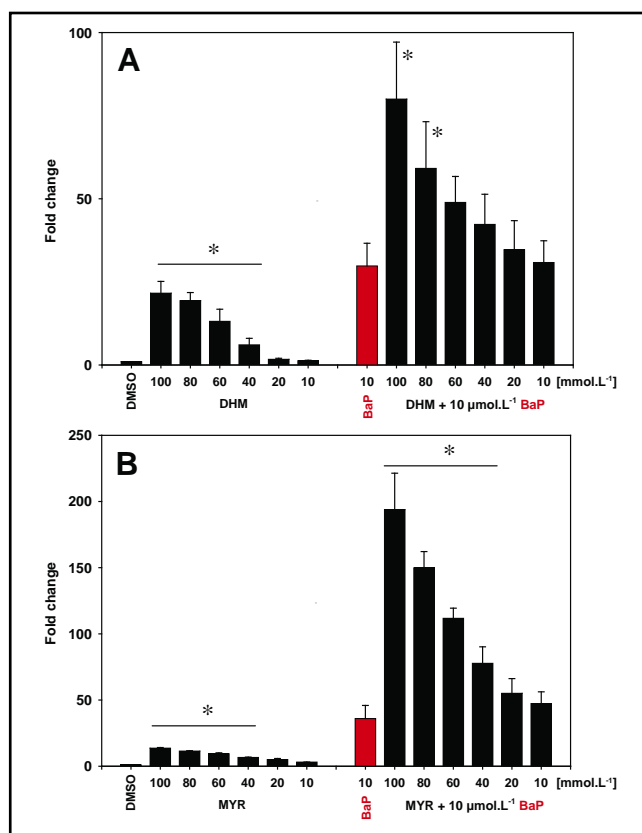 A
100
*
*
Fold change
50
*
0
DMSO
100 80 60 40 20 10 10 100 80 60 40 20 10 [mmol.L-1]
DHM
BaP
DHM + 10 µmol.L-1 BaP
B
250
*
200
Fold change
150
100
*
50
0
DMSO
100 80 60 40 20 10 10 100 80 60 40 20 10 [mmol.L-1]
MYR
BaP
MYR + 10 µmol.L-1 BaP